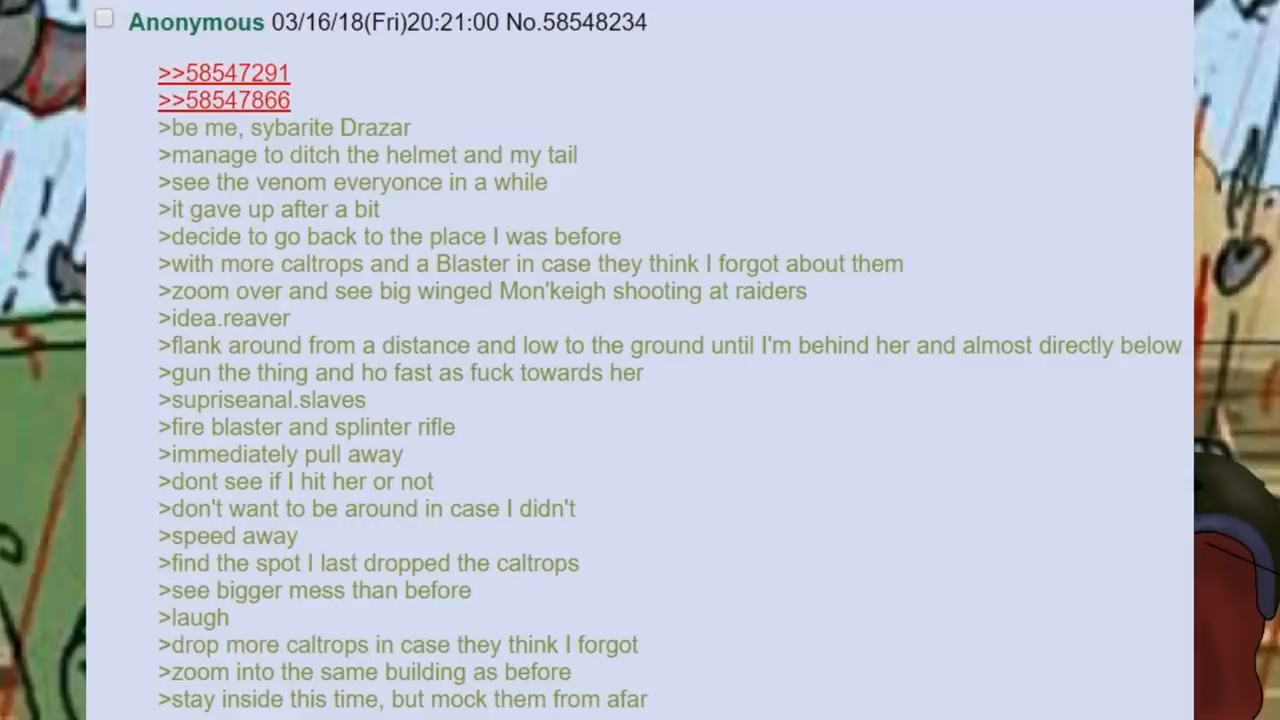 Anonymous 03/16/18(Fri)20:21:00 No.58548234
>>58547291
>>58547866
>be me, sybarite Drazar
>manage to ditch the helmet and my tail
>see the venom everyonce in a while
>it gave up after a bit
>decide to go back to the place I was before
>with more caltrops and a Blaster in case they think I forgot about them
>zoom over and see big winged Mon'keigh shooting at raiders
>idea.reaver
>flank around from a distance and low to the ground until I'm behind her and almost directly below
>gun the thing and ho fast as fuck towards her
>supriseanal.slaves
>fire blaster and splinter rifle
>immediately pull away
>dont see if I hit her or not
>don't want to be around in case I didn't
>speed away
>find the spot I last dropped the caltrops
>see bigger mess than before
>laugh
>drop more caltrops in case they think I forgot
>zoom into the same building as before
>stay inside this time, but mock them from afar